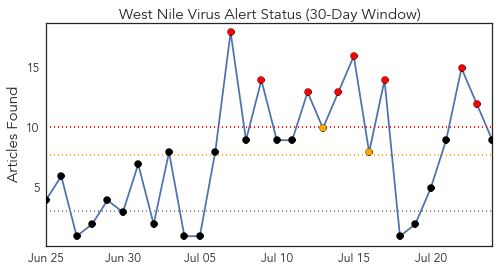 West Nile Virus Alert Status (30-Day Window)
Articles Found
15
10
5
Jun 25 Jun 30 Jul 05 Jul 10 Jul 15 Jul 20